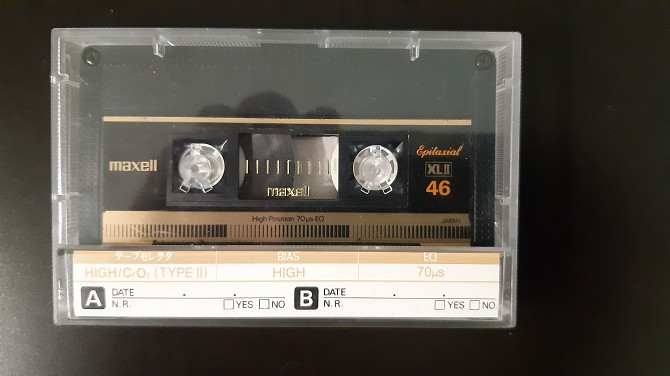 Epitaxial
maxell
XLII
maxell
46
High Position 70μs EQ
JAPAN
テープセレクタ BIAS EQ
HIGH/CrO₂ (TYPE II) HIGH 70μs
A DATE . . B DATE . .
N.R. YES NO N.R. YES NO